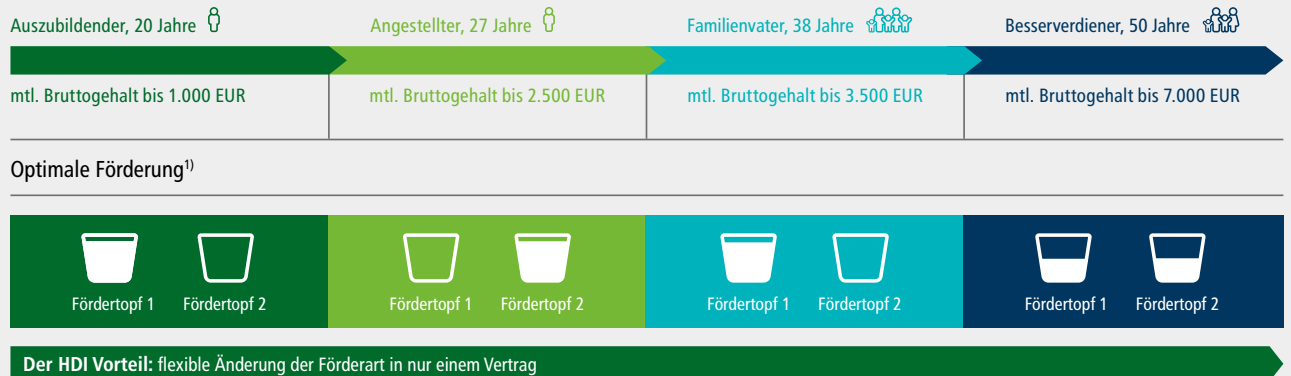 Auszubildender, 20 Jahre
Angestellter, 27 Jahre
Familienvater, 38 Jahre
Besserverdiener, 50 Jahre
mtl. Bruttogehalt bis 1.000 EUR
mtl. Bruttogehalt bis 2.500 EUR
mtl. Bruttogehalt bis 3.500 EUR
mtl. Bruttogehalt bis 7.000 EUR
Optimale Förderung1)
Fördertopf 1
Fördertopf 2
Fördertopf 1
Fördertopf 2
Fördertopf 1
Fördertopf 2
Fördertopf 1
Fördertopf 2
Der HDI Vorteil: flexible Änderung der Förderart in nur einem Vertrag